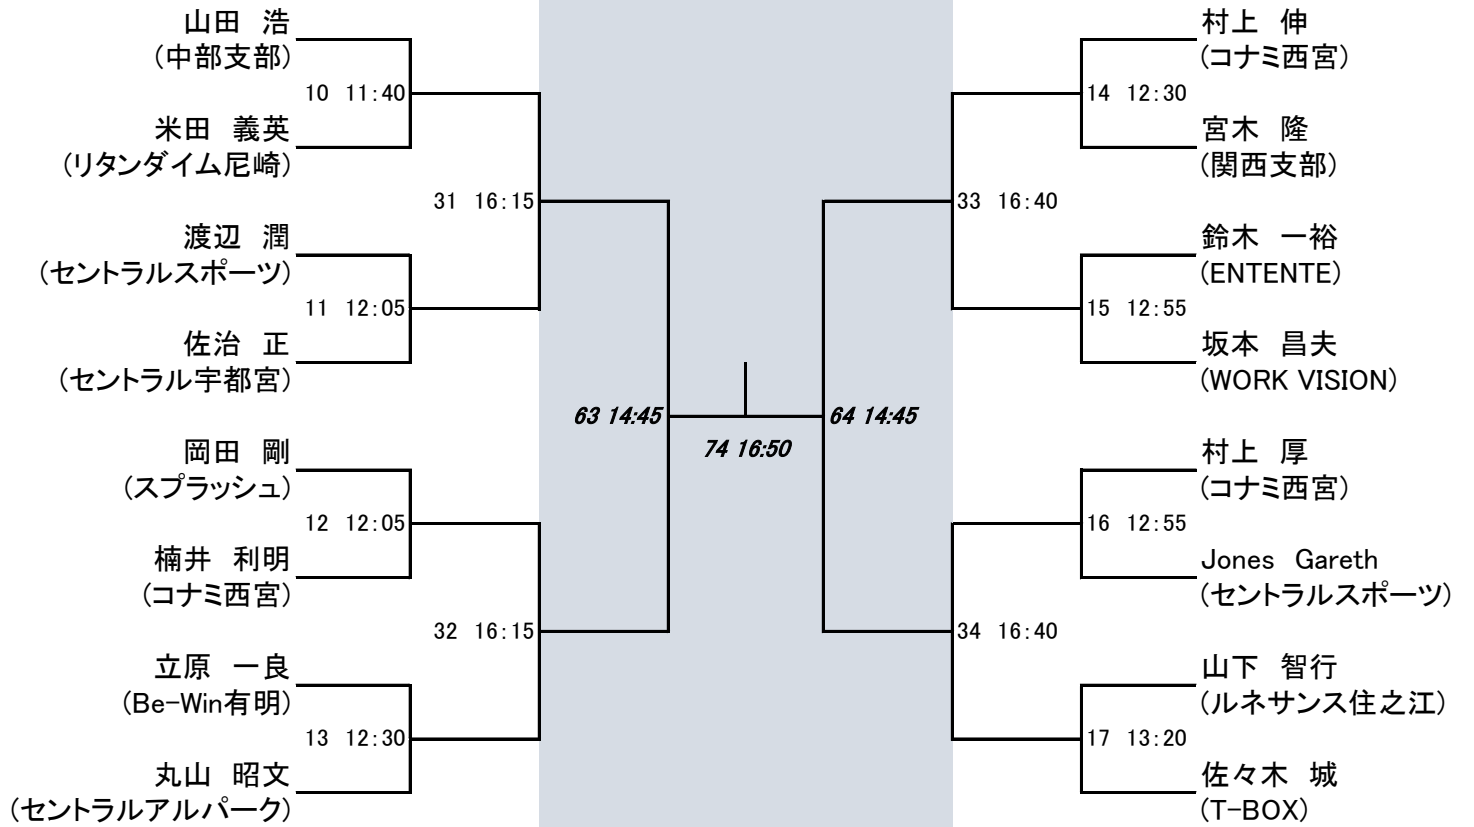 山田　浩
(中部支部)
10  11:40
米田　義英
(リタンダイム尼崎)
31  16:15
渡辺　潤
(セントラルスポーツ)
11  12:05
佐治　正
(セントラル宇都宮)
63 14:45
岡田　剛
(スプラッシュ)
12  12:05
楠井　利明
(コナミ西宮)
32  16:15
立原　一良
(Be-Win有明)
13  12:30
丸山　昭文
(セントラルアルパーク)
74 16:50
村上　伸
(コナミ西宮)
14  12:30
宮木　隆
(関西支部)
33  16:40
鈴木　一裕
(ENTENTE)
15  12:55
坂本　昌夫
(WORK VISION)
64 14:45
村上　厚
(コナミ西宮)
16  12:55
Jones　Gareth
(セントラルスポーツ)
34  16:40
山下　智行
(ルネサンス住之江)
17  13:20
佐々木　城
(T-BOX)